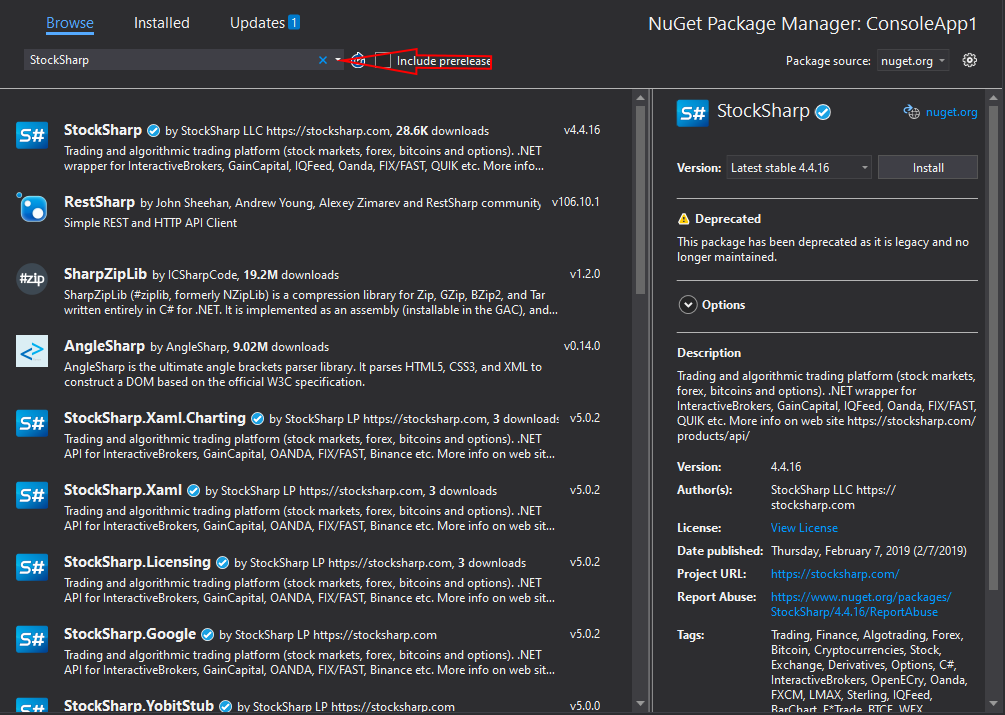 Browse
Installed
Updates 1
NuGet Package Manager: ConsoleApp1
StockSharp
Include prerelease
Package source: nuget.org
S#
StockSharp by StockSharp LLC https://stocksharp.com, 28.6K downloads
v4.4.16
Trading and algorithmic trading platform (stock markets, forex, bitcoins and options). .NET
wrapper for InteractiveBrokers, GainCapital, IQFeed, Oanda, FIX/FAST, QUIK etc. More info...
RestSharp by John Sheehan, Andrew Young, Alexey Zimarev and RestSharp community
v106.10.1
Simple REST and HTTP API Client
#zip
SharpZipLib by ICSharpCode, 19.2M downloads
v1.2.0
SharpZipLib (#ziplib, formerly NZipLib) is a compression library for Zip, GZip, BZip2, and Tar
written entirely in C# for .NET. It is implemented as an assembly (installable in the GAC), and...
AngleSharp by AngleSharp, 9.02M downloads
v0.14.0
AngleSharp is the ultimate angle brackets parser library. It parses HTML5, CSS3, and XML to
construct a DOM based on the official W3C specification.
S#
StockSharp.Xaml.Charting by StockSharp LP https://stocksharp.com, 3 downloads
v5.0.2
Trading and algorithmic trading platform (stock markets, forex, bitcoins and options). .NET
API for InteractiveBrokers, GainCapital, OANDA, FIX/FAST, Binance etc. More info on web sit...
S#
StockSharp.Xaml by StockSharp LP https://stocksharp.com, 3 downloads
v5.0.2
Trading and algorithmic trading platform (stock markets, forex, bitcoins and options). .NET
API for InteractiveBrokers, GainCapital, OANDA, FIX/FAST, Binance etc. More info on web sit...
S#
StockSharp.Licensing by StockSharp LP https://stocksharp.com, 3 downloads
v5.0.2
Trading and algorithmic trading platform (stock markets, forex, bitcoins and options). .NET
API for InteractiveBrokers, GainCapital, OANDA, FIX/FAST, Binance etc. More info on web sit...
S#
StockSharp.Google by StockSharp LP https://stocksharp.com
v5.0.2
Trading and algorithmic trading platform (stock markets, forex, bitcoins and options). .NET
API for InteractiveBrokers, GainCapital, OANDA, FIX/FAST, Binance etc. More info on web sit...
S#
StockSharp.YobitStub by StockSharp LP https://stocksharp.com
v5.0.0
S#
StockSharp
nuget.org
Version: Latest stable 4.4.16
Install
Deprecated
This package has been deprecated as it is legacy and no
longer maintained.
Options
Description
Trading and algorithmic trading platform (stock markets,
forex, bitcoins and options). .NET wrapper for
InteractiveBrokers, GainCapital, IQFeed, Oanda, FIX/FAST,
QUIK etc. More info on web site https://stocksharp.com/
products/api/
Version: 4.4.16
Author(s): StockSharp LLC https://
stocksharp.com
License: View License
Date published: Thursday, February 7, 2019 (2/7/2019)
Project URL: https://stocksharp.com/
Report Abuse: https://www.nuget.org/packages/
StockSharp/4.4.16/ReportAbuse
Tags: Trading, Finance, Algotrading, Forex,
Bitcoin, Cryptocurrencies, Stock,
Exchange, Derivatives, Options, C#,
InteractiveBrokers, OpenECry, Oanda,
FXCM, LMAX, Sterling, IQFeed,
BarChart, E*Trade, BTCE, WEX,